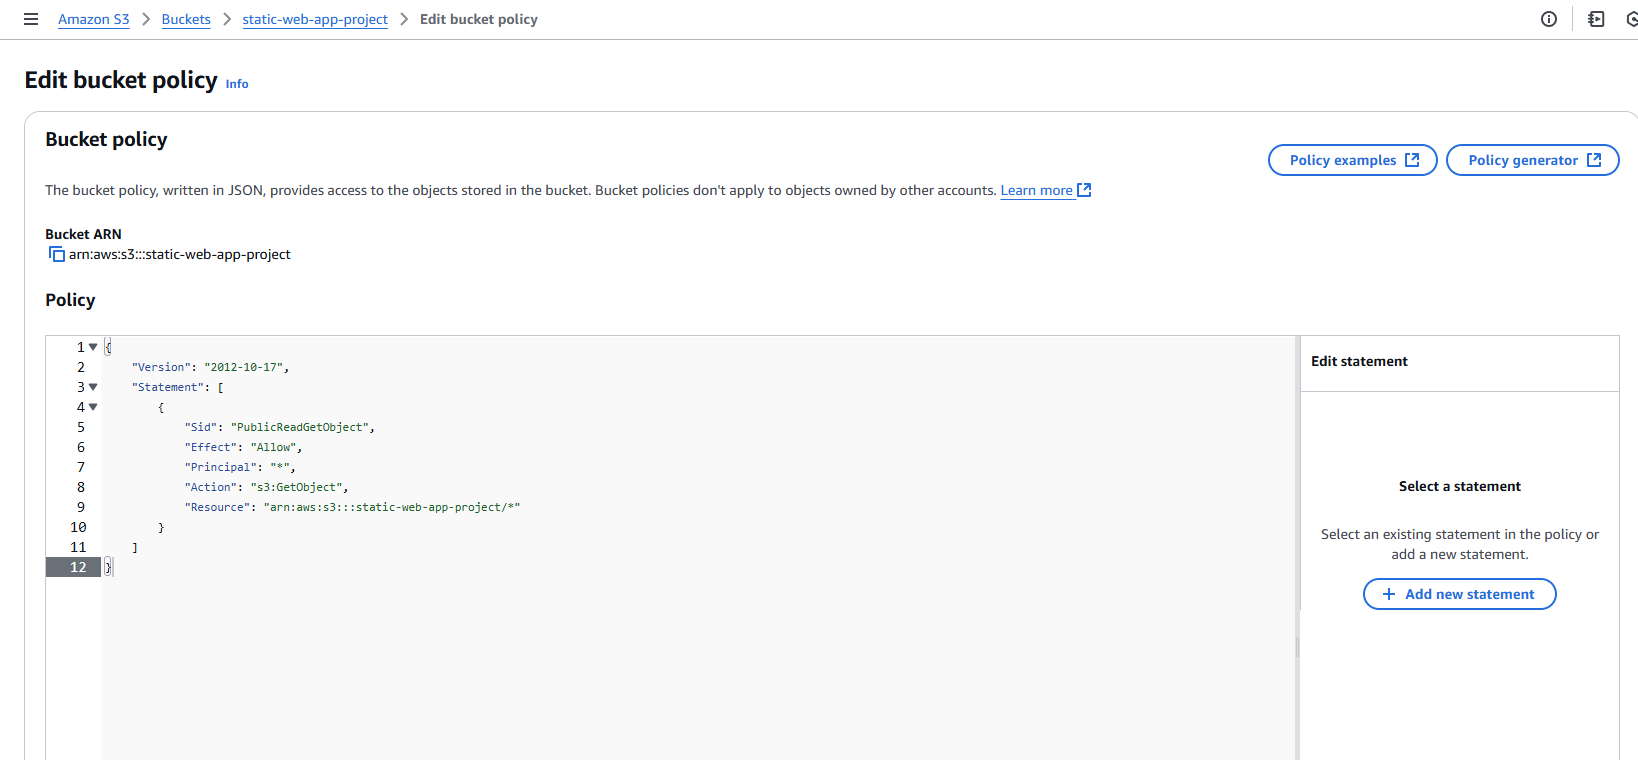 Amazon S3 > Buckets > static-web-app-project > Edit bucket policy
Edit bucket policy Info
Bucket policy
Policy examples
Policy generator
The bucket policy, written in JSON, provides access to the objects stored in the bucket. Bucket policies don't apply to objects owned by other accounts. Learn more
Bucket ARN
arn:aws:s3:::static-web-app-project
Policy
1 {
2 "Version": "2012-10-17",
3 "Statement": [
4 {
5 "Sid": "PublicReadGetObject",
6 "Effect": "Allow",
7 "Principal": "*",
8 "Action": "s3:GetObject",
9 "Resource": "arn:aws:s3:::static-web-app-project/*"
10 }
11 ]
12 }
Edit statement
Select a statement
Select an existing statement in the policy or
add a new statement.
+ Add new statement